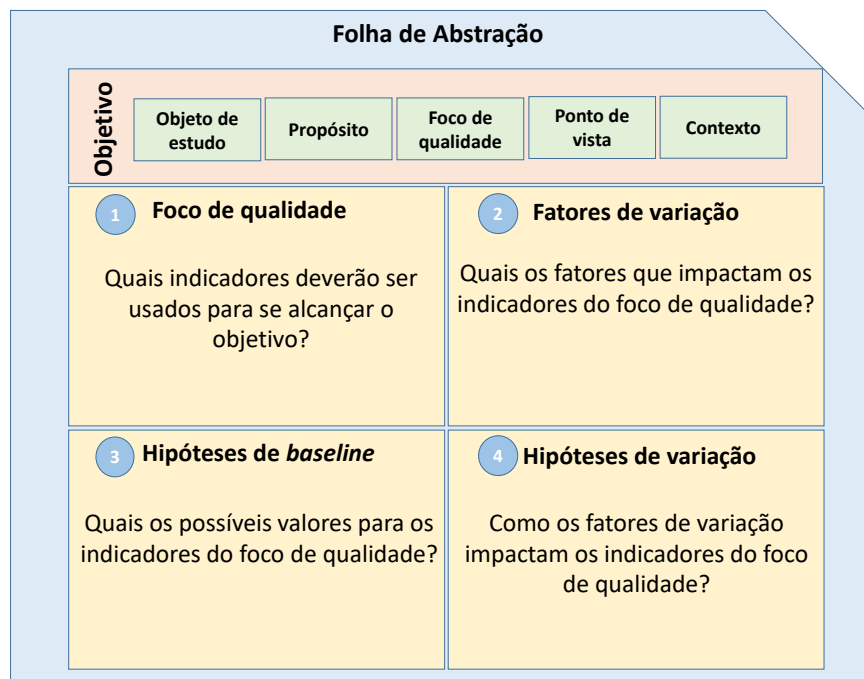 Folha de Abstração
Objetivo
Objeto de
estudo
Propósito
Foco de
qualidade
Ponto de
vista
Contexto
1 Foco de qualidade
Quais indicadores deverão ser
usados para se alcançar o
objetivo?
2 Fatores de variação
Quais os fatores que impactam os
indicadores do foco de qualidade?
3 Hipóteses de baseline
Quais os possíveis valores para os
indicadores do foco de qualidade?
4 Hipóteses de variação
Como os fatores de variação
impactam os indicadores do foco
de qualidade?